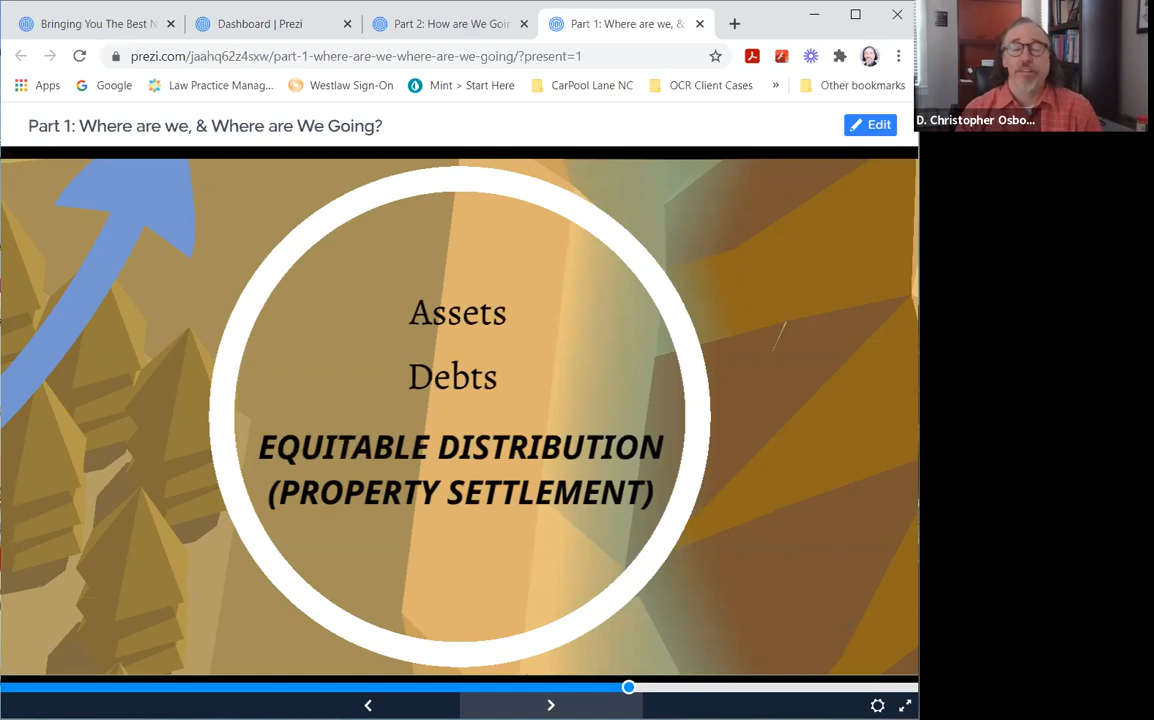 Bringing You The Best N
Dashboard | Prezi
Part 2: How are We Goin
Part 1: Where are we, &
prezi.com/jaahq62z4sxw/part-1-where-are-we-where-are-we-going/?present=1
Apps
Google
Law Practice Manag...
Westlaw Sign-On
Mint > Start Here
CarPool Lane NC
OCR Client Cases
»
Other bookmarks
Part 1: Where are we, & Where are We Going?
Edit
D. Christopher Osbo...
Assets
Debts
EQUITABLE DISTRIBUTION
(PROPERTY SETTLEMENT)